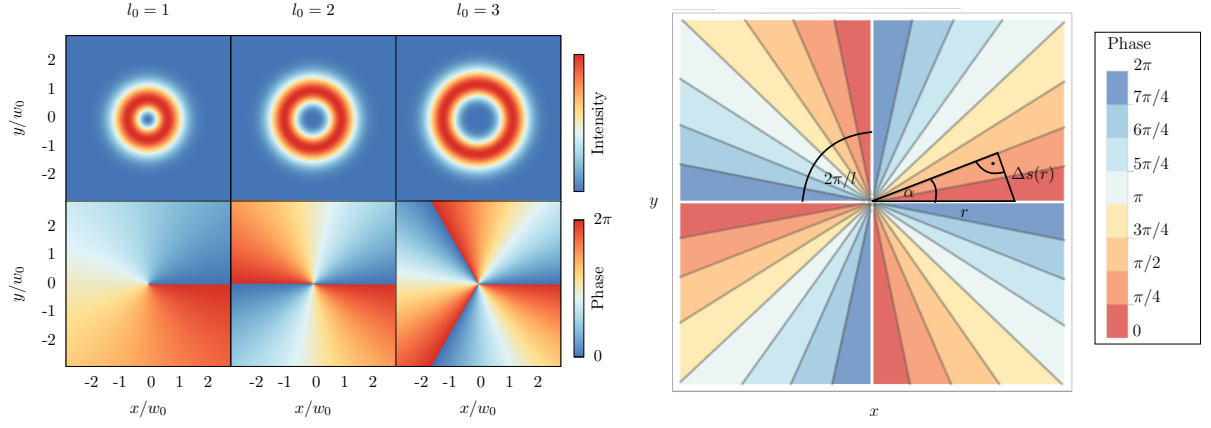 l₀ = 1
l₀ = 2
l₀ = 3
y/w₀
2
1
0
-1
-2
Intensity
y/w₀
2
1
0
-1
-2
2π
Phase
0
-2 -1 0 1 2
-2 -1 0 1 2
-2 -1 0 1 2
x/w₀
x/w₀
x/w₀
y
2π/l
α
Δs(r)
r
x
Phase
2π
7π/4
6π/4
5π/4
π
3π/4
π/2
π/4
0